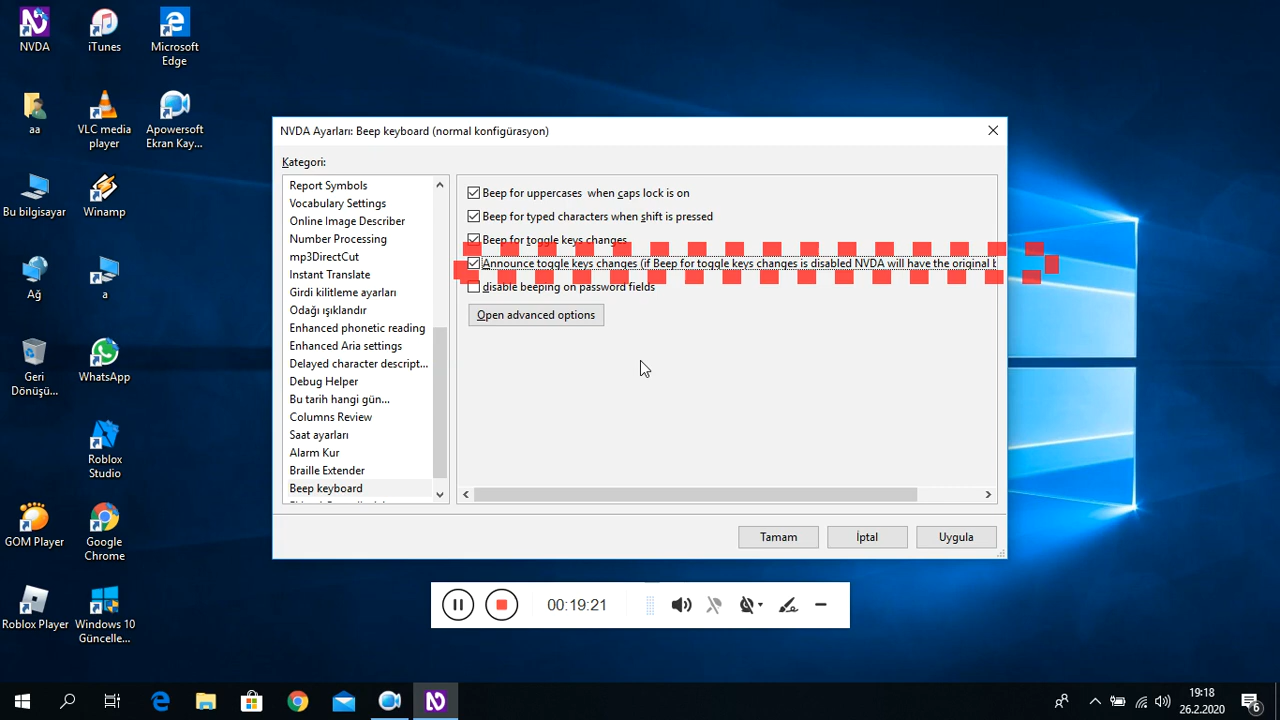 NVDA
iTunes
Microsoft
Edge
aa
VLC media
player
Apowersoft
Ekran Kay...
Bu bilgisayar
Winamp
Ağ
a
Geri
Dönüşü...
WhatsApp
Roblox
Studio
GOM Player
Google
Chrome
Roblox Player
Windows 10
Güncelle...
NVDA Ayarları: Beep keyboard (normal konfigürasyon)
Kategori:
Report Symbols
Vocabulary Settings
Online Image Describer
Number Processing
mp3DirectCut
Instant Translate
Girdi kilitleme ayarları
Odağı ışıklandır
Enhanced phonetic reading
Enhanced Aria settings
Delayed character descript...
Debug Helper
Bu tarih hangi gün...
Columns Review
Saat ayarları
Alarm Kur
Braille Extender
Beep keyboard
Beep for uppercases when caps lock is on
Beep for typed characters when shift is pressed
Beep for toggle keys changes
Announce toggle keys changes (if Beep for toggle keys changes is disabled NVDA will have the original b
disable beeping on password fields
Open advanced options
Tamam
İptal
Uygula
00:19:21
19:18
26.2.2020
6